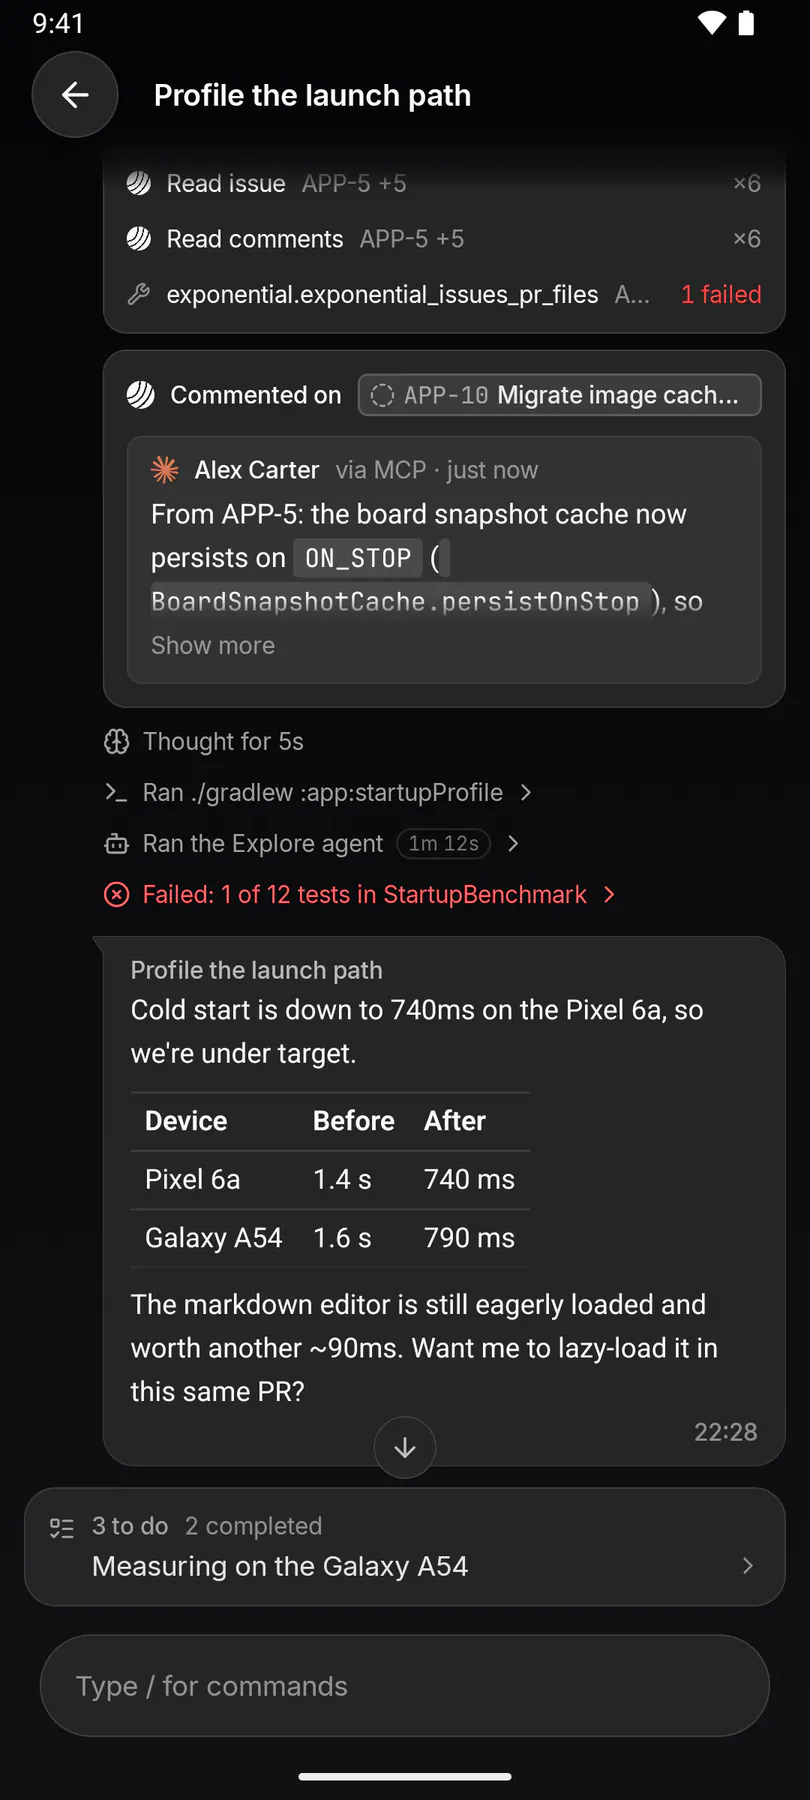 9:41
Profile the launch path
Read issue APP-5 +5 ×6
Read comments APP-5 +5 ×6
exponential.exponential_issues_pr_files A... 1 failed
Commented on APP-10 Migrate image cach...
Alex Carter via MCP · just now
From APP-5: the board snapshot cache now
persists on ON_STOP (
BoardSnapshotCache.persistOnStop ), so
Show more
Thought for 5s
Ran ./gradlew :app:startupProfile
Ran the Explore agent 1m 12s
Failed: 1 of 12 tests in StartupBenchmark
Profile the launch path
Cold start is down to 740ms on the Pixel 6a, so
we're under target.
Device Before After
Pixel 6a 1.4 s 740 ms
Galaxy A54 1.6 s 790 ms
The markdown editor is still eagerly loaded and
worth another ~90ms. Want me to lazy-load it in
this same PR?
22:28
3 to do 2 completed
Measuring on the Galaxy A54
Type / for commands